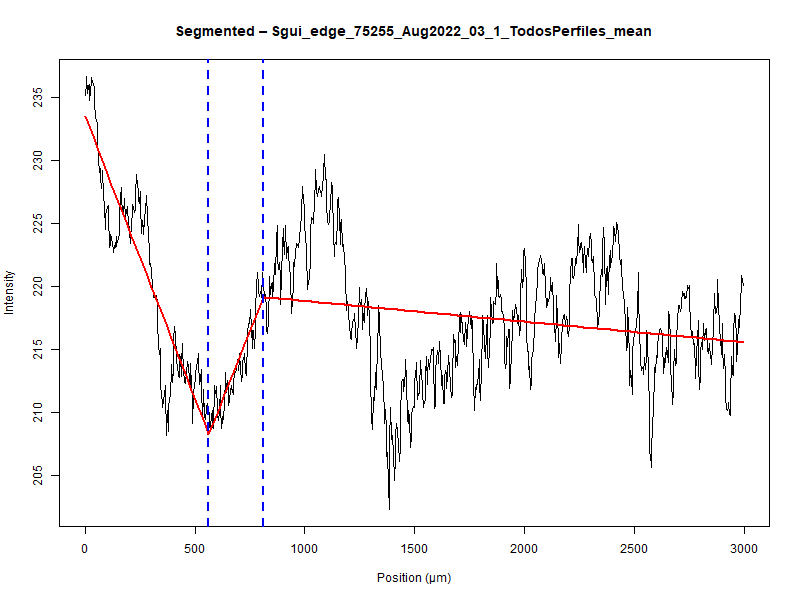 Segmented – Sgui_edge_75255_Aug2022_03_1_TodosPerfiles_mean
Intensity
235
230
225
220
215
210
205
0 500 1000 1500 2000 2500 3000
Position (µm)